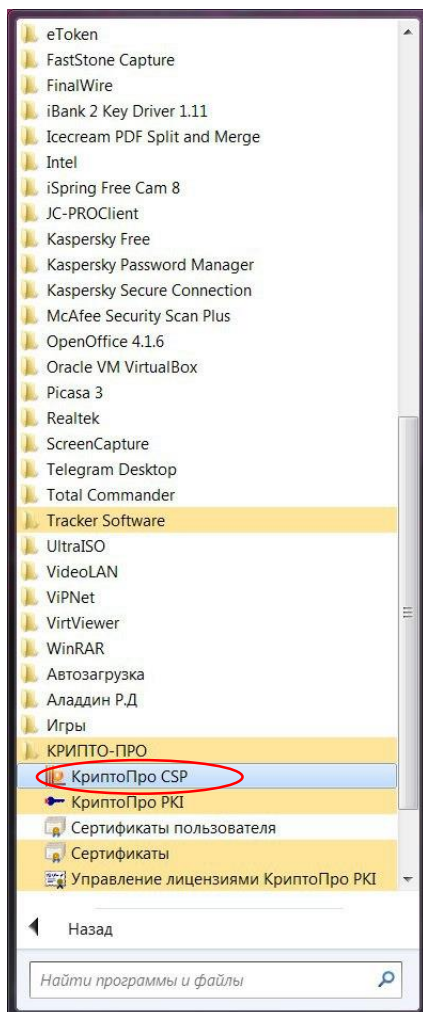 eToken
FastStone Capture
FinalWire
iBank 2 Key Driver 1.11
Icecream PDF Split and Merge
Intel
iSpring Free Cam 8
JC-PROClient
Kaspersky Free
Kaspersky Password Manager
Kaspersky Secure Connection
McAfee Security Scan Plus
OpenOffice 4.1.6
Oracle VM VirtualBox
Picasa 3
Realtek
ScreenCapture
Telegram Desktop
Total Commander
Tracker Software
UltraISO
VideoLAN
ViPNet
VirtViewer
WinRAR
Автозагрузка
Аладдин Р.Д
Игры
КРИПТО-ПРО
КриптоПро CSP
КриптоПро PKI
Сертификаты пользователя
Сертификаты
Управление лицензиями КриптоПро PKI
Назад
Найти программы и файлы